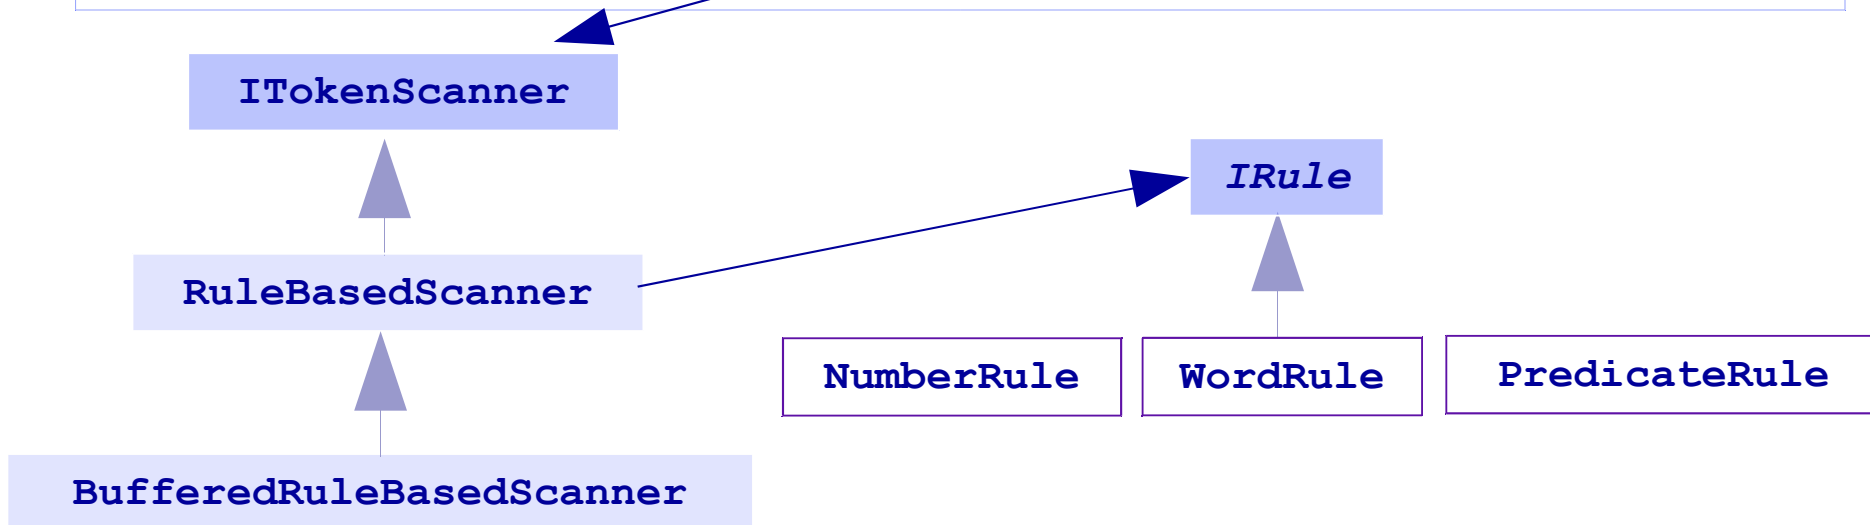 ITokenScanner
IRule
RuleBasedScanner
NumberRule
WordRule
PredicateRule
BufferedRuleBasedScanner